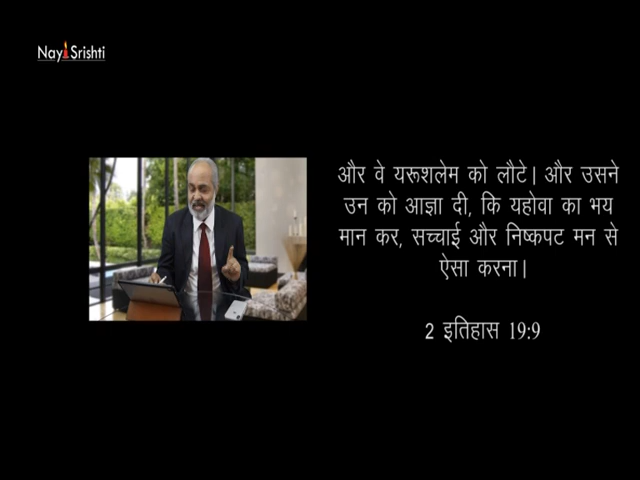 Nayi Srishti
और वे यरूशलेम को लौटे। और उसने
उन को आज्ञा दी, कि यहोवा का भय
मान कर, सच्चाई और निष्कपट मन से
ऐसा करना।
2 इतिहास 19:9